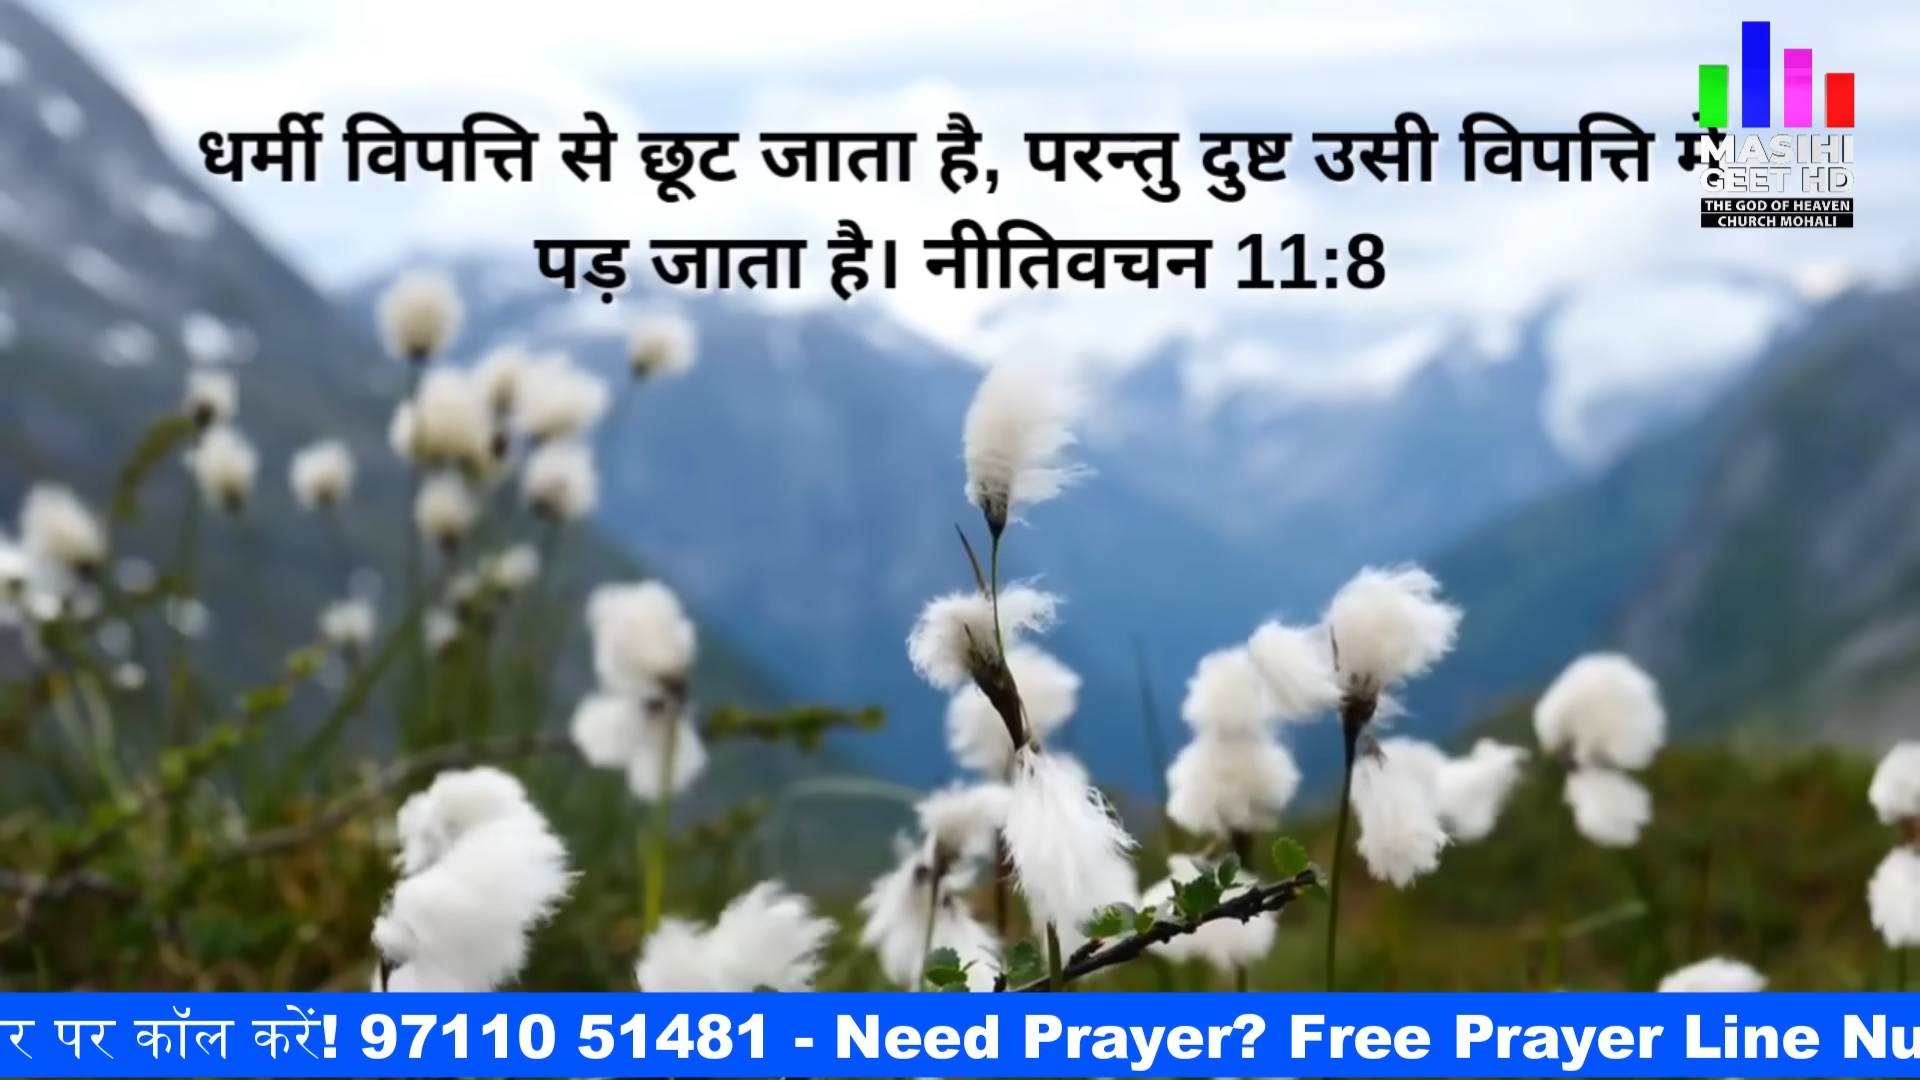 धर्मी विपत्ति से छूट जाता है, परन्तु दुष्ट उसी विपत्ति में
पड़ जाता है। नीतिवचन 11:8
MASIHI
GEET HD
THE GOD OF HEAVEN
CHURCH MOHALI
र पर कॉल करें! 97110 51481 - Need Prayer? Free Prayer Line Nu